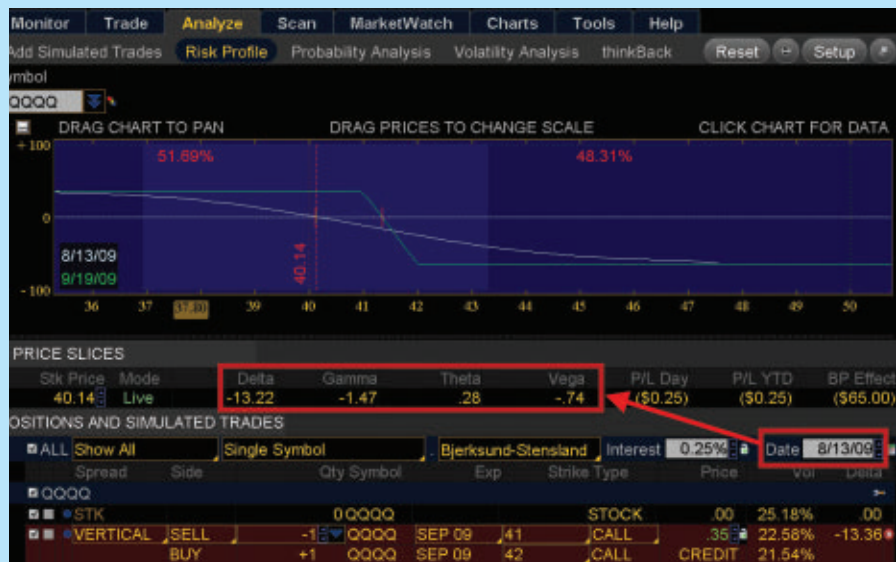 Monitor Trade Analyze Scan MarketWatch Charts Tools Help
Add Simulated Trades Risk Profile Probability Analysis Volatility Analysis thinkBack Reset Setup
ymbol
QQQQ
DRAG CHART TO PAN DRAG PRICES TO CHANGE SCALE CLICK CHART FOR DATA
+100 51.69% 48.31%
0
40.14
8/13/09
9/19/09
-100
36 37 37.80 39 40 41 42 43 44 45 46 47 48 49 50
PRICE SLICES
Stk Price Mode Delta Gamma Theta Vega P/L Day P/L YTD BP Effect
40.14 Live -13.22 -1.47 .28 -.74 ($0.25) ($0.25) ($65.00)
OSITIONS AND SIMULATED TRADES
ALL Show All Single Symbol . Bjerksund-Stensland Interest 0.25% Date 8/13/09
Spread Side Qty Symbol Exp Strike Type Price Vol Delta
QQQQ
STK 0 QQQQ STOCK .00 25.18% .00
VERTICAL SELL -1 QQQQ SEP 09 41 CALL .35 22.58% -13.36
BUY +1 QQQQ SEP 09 42 CALL CREDIT 21.54%